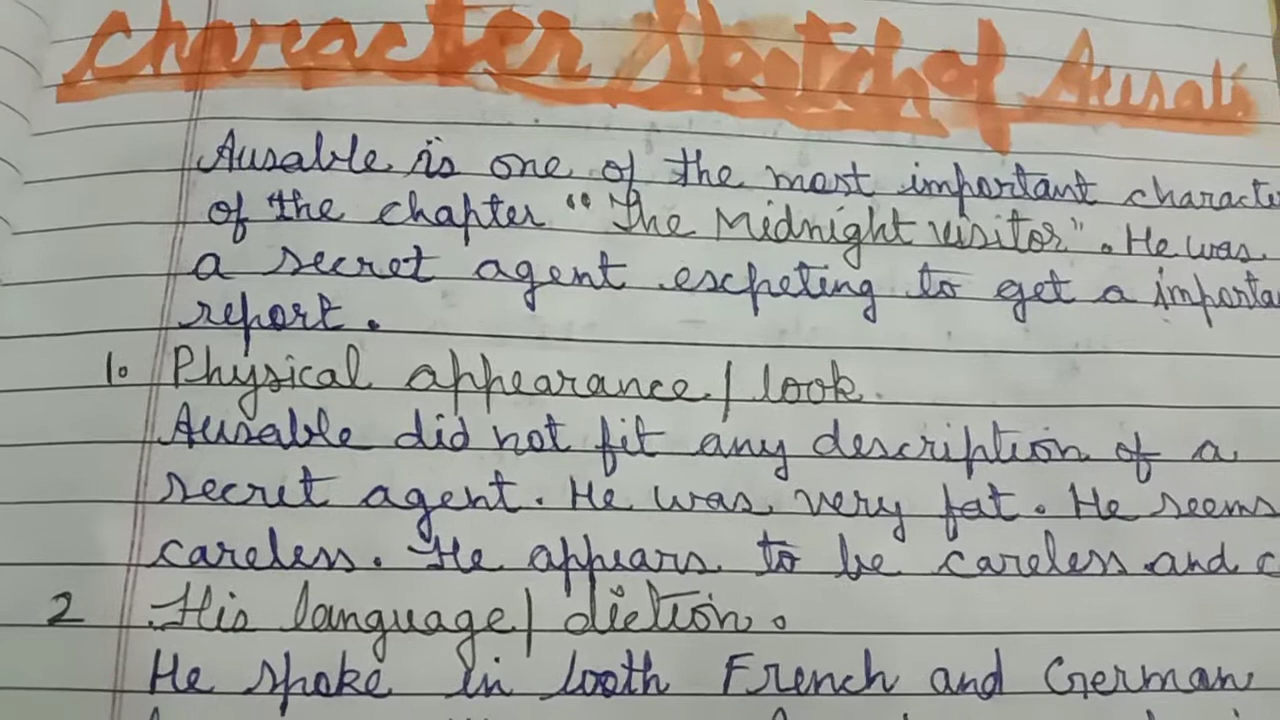 Character Sketch of Ausabl
Ausable is one of the most important characte
of the chapter "The Midnight visitor". He was
a secret agent escpeting to get a importa
report.
1. Physical appearance/look.
Ausable did not fit any description of a
secret agent. He was very fat. He seems
careless. He appears to be careless and c
2 His language/diction.
He spoke in both French and German